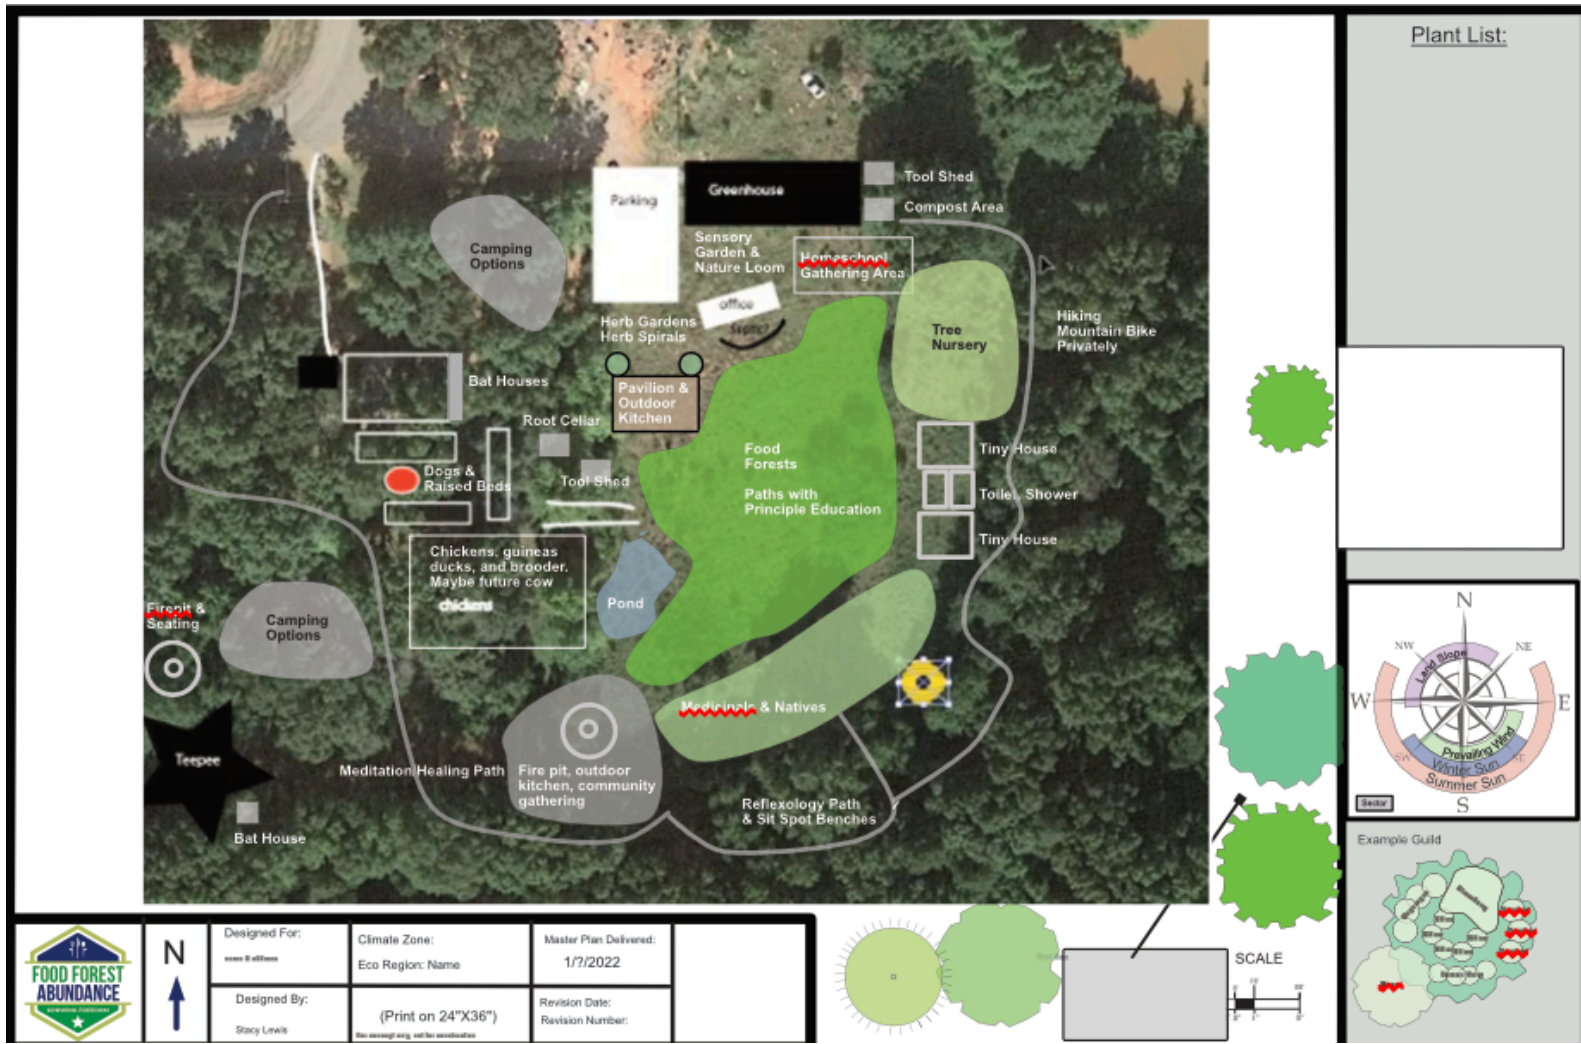 Plant List:
Parking
Greenhouse
Tool Shed
Compost Area
Sensory
Garden &
Nature Loom
Homeschool
Gathering Area
Camping
Options
office
Septic?
Herb Gardens
Herb Spirals
Tree
Nursery
Hiking
Mountain Bike
Privately
Bat Houses
Pavilion &
Outdoor
Kitchen
Root Cellar
Tool Shed
Dogs &
Raised Beds
Food
Forests
Paths with
Principle Education
Tiny House
Toilet, Shower
Tiny House
Chickens, guineas
ducks, and brooder.
Maybe future cow
chickens
Pond
Firepit &
Seating
Camping
Options
Medicinals & Natives
Teepee
Meditation Healing Path
Fire pit, outdoor
kitchen, community
gathering
Reflexology Path
& Sit Spot Benches
Bat House
N
NW
NE
Land Slope
W
E
Prevailing Wind
SW
SE
Winter Sun
Summer Sun
S
Sector
Example Guild
FOOD FOREST
ABUNDANCE
N
Designed For:
Designed By:
Stacy Lewis
Climate Zone:
Eco Region: Name
(Print on 24"X36")
Master Plan Delivered:
1/?/2022
Revision Date:
Revision Number:
SCALE